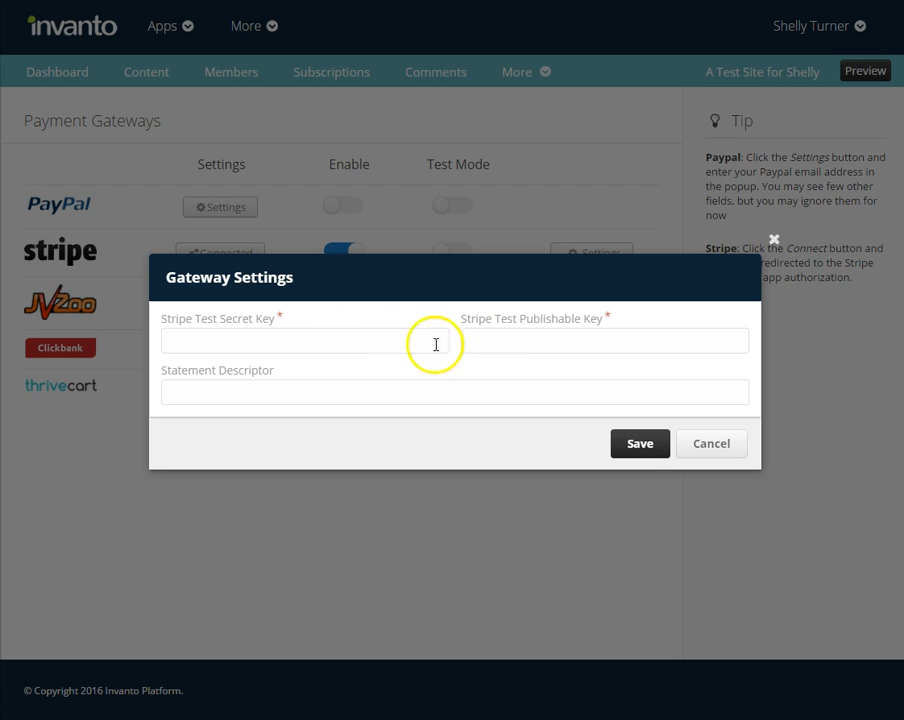 invanto
Apps
More
Shelly Turner
Dashboard
Content
Members
Subscriptions
Comments
More
A Test Site for Shelly
Preview
Payment Gateways
Tip
Settings
Enable
Test Mode
PayPal
Settings
stripe
Connected
Settings
JVZoo
Clickbank
thrivecart
Paypal: Click the Settings button and
enter your Paypal email address in
the popup. You may see few other
fields, but you may ignore them for
now
Stripe: Click the Connect button and
redirected to the Stripe
app authorization.
Gateway Settings
Stripe Test Secret Key *
Stripe Test Publishable Key *
Statement Descriptor
Save
Cancel
© Copyright 2016 Invanto Platform.